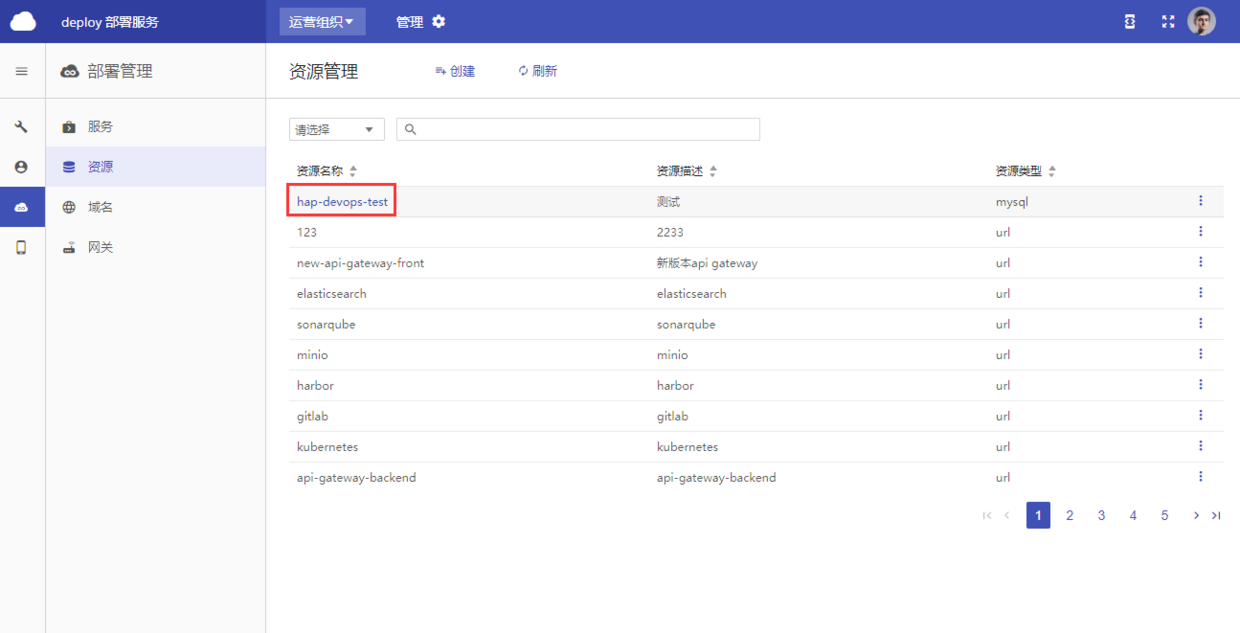 deploy 部署服务 运营组织 管理
部署管理 资源管理 创建 刷新
服务
资源
域名
网关
请选择
资源名称 资源描述 资源类型
hap-devops-test 测试 mysql
123 2233 url
new-api-gateway-front 新版本api gateway url
elasticsearch elasticsearch url
sonarqube sonarqube url
minio minio url
harbor harbor url
gitlab gitlab url
kubernetes kubernetes url
api-gateway-backend api-gateway-backend url
1 2 3 4 5